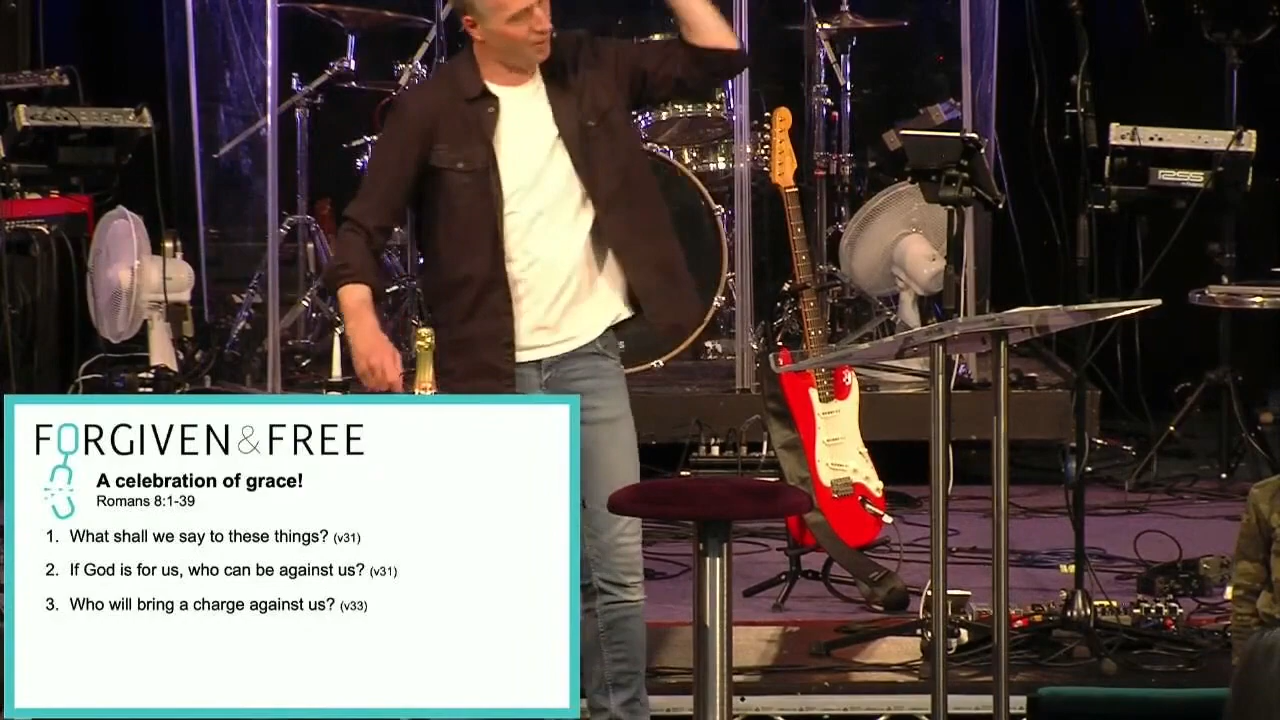 FORGIVEN&FREE
A celebration of grace!
Romans 8:1-39
1. What shall we say to these things? (v31)
2. If God is for us, who can be against us? (v31)
3. Who will bring a charge against us? (v33)
RSS